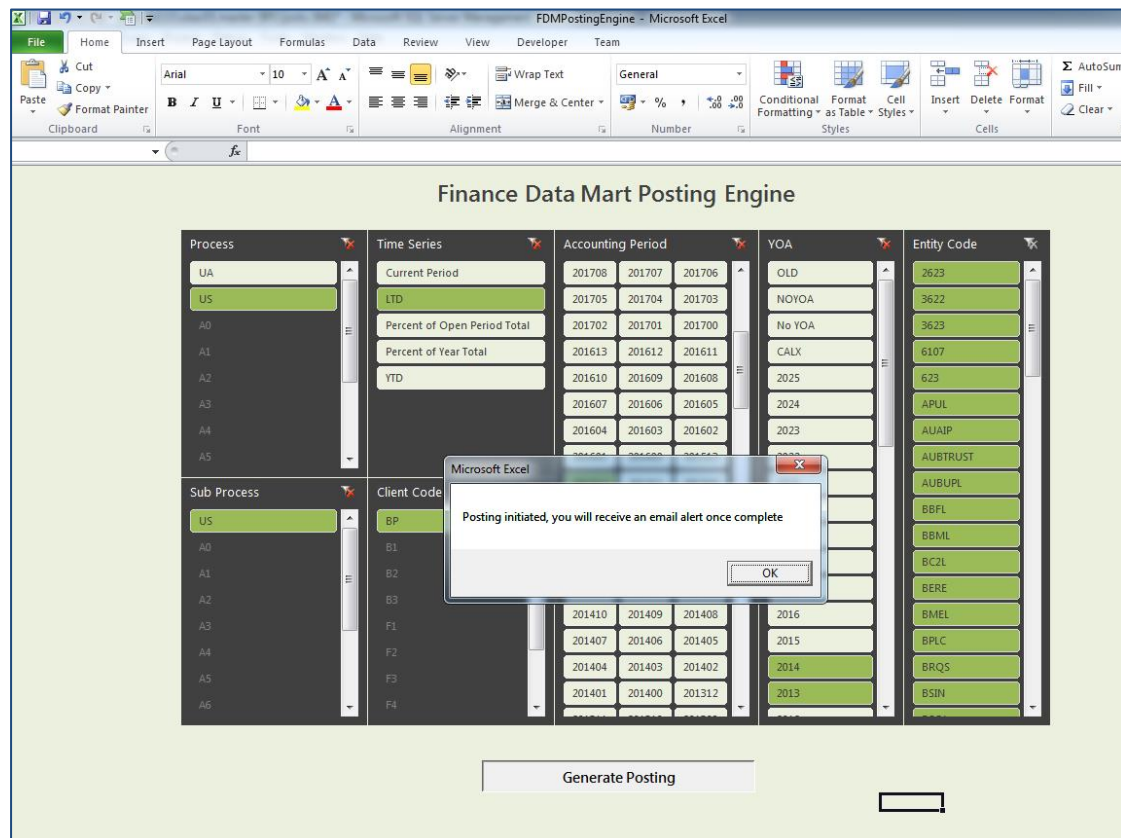 FDMPostingEngine - Microsoft Excel
File Home Insert Page Layout Formulas Data Review View Developer Team
Paste
Cut
Copy
Format Painter
Clipboard
Arial 10
B I U
Font
Wrap Text
Merge & Center
Alignment
General
Number
Conditional Formatting
Format as Table
Cell Styles
Styles
Insert Delete Format
Cells
Σ AutoSum
Fill
Clear
fx
Finance Data Mart Posting Engine
Process
UA
US
A0
A1
A2
A3
A4
A5
Time Series
Current Period
LTD
Percent of Open Period Total
Percent of Year Total
YTD
Accounting Period
201708 201707 201706
201705 201704 201703
201702 201701 201700
201613 201612 201611
201610 201609 201608
201607 201606 201605
201604 201603 201602
201410 201409 201408
201407 201406 201405
201404 201403 201402
201401 201400 201312
YOA
OLD
NOYOA
No YOA
CALX
2025
2024
2023
2016
2015
2014
2013
Entity Code
2623
3622
3623
6107
623
APUL
AUAIP
AUBTRUST
AUBUPL
BBFL
BBML
BC2L
BERE
BMEL
BPLC
BRQS
BSIN
Sub Process
US
A0
A1
A2
A3
A4
A5
A6
Client Code
BP
B1
B2
B3
F1
F2
F3
F4
Microsoft Excel
Posting initiated, you will receive an email alert once complete
OK
Generate Posting